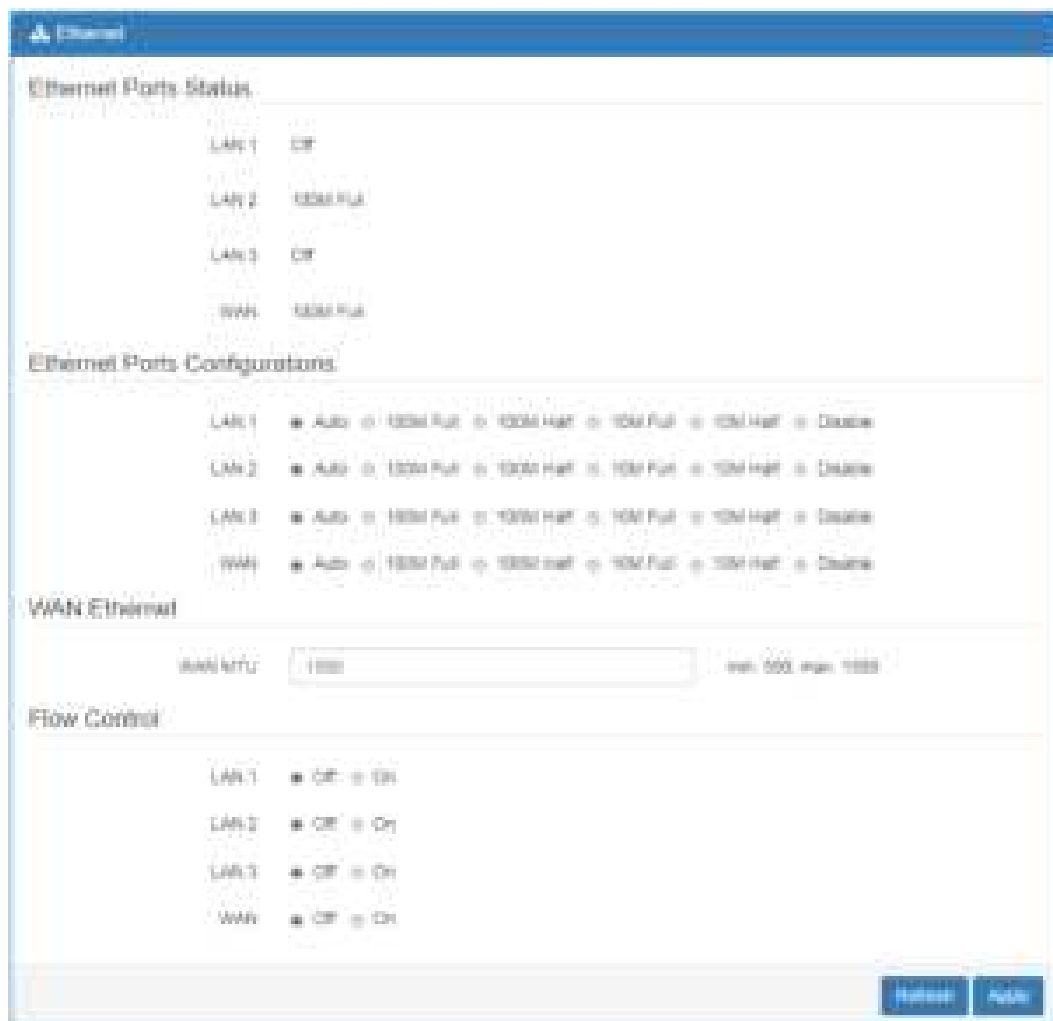 Ethernet
Ethernet Ports Status
LAN 1 Off
LAN 2 100M Full
LAN 3 Off
WAN 100M Full
Ethernet Ports Configurations
LAN 1 Auto 100M Full 100M Half 10M Full 10M Half Disable
LAN 2 Auto 100M Full 100M Half 10M Full 10M Half Disable
LAN 3 Auto 100M Full 100M Half 10M Full 10M Half Disable
WAN Auto 100M Full 100M Half 10M Full 10M Half Disable
WAN Ethernet
WAN MTU min. max.
Flow Control
LAN 1 Off On
LAN 2 Off On
LAN 3 Off On
WAN Off On
Refresh Apply